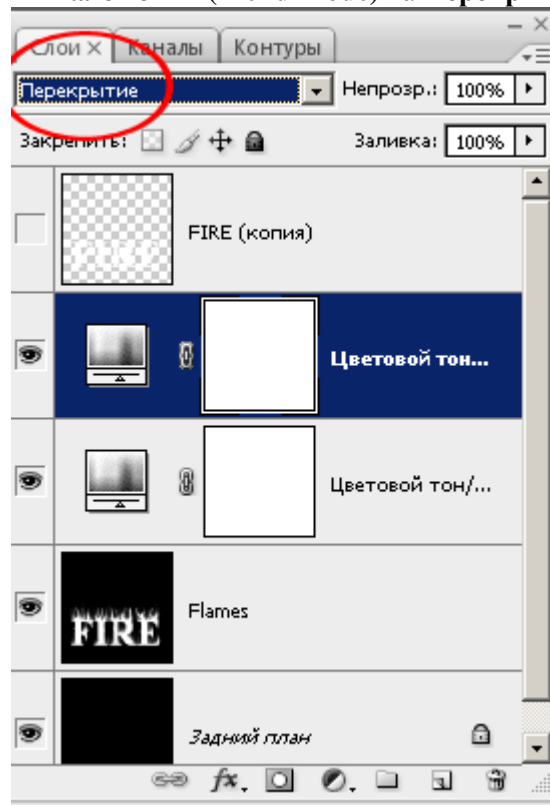 Слои × Каналы Контуры
Перекрытие Непрозр.: 100%
Закрепить: Заливка: 100%
FIRE (копия)
Цветовой тон...
Цветовой тон/...
FIRE
Flames
Задний план
fx.